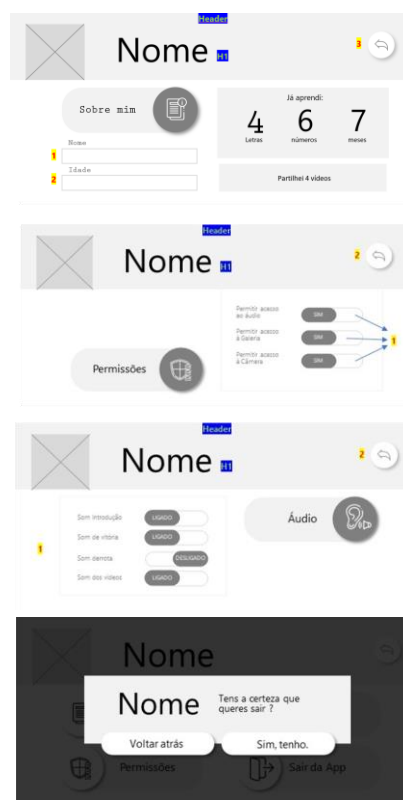 Header
Nome H1
3
Sobre mim
Nome
1
Idade
2
Já aprendi:
4 6 7
Letras números meses
Partilhei 4 vídeos
Header
Nome H1
2
Permitir acesso
ao áudio
SIM
Permitir acesso
à Galeria
SIM
1
Permitir acesso
à Câmera
SIM
Permissões
Header
Nome H1
2
Som introdução LIGADO
Som de vitória LIGADO
1
Som derrota DESLIGADO
Som dos vídeos LIGADO
Áudio
Nome
Nome
Tens a certeza que
queres sair ?
Voltar atrás
Sim, tenho.
Permissões
Sair da App